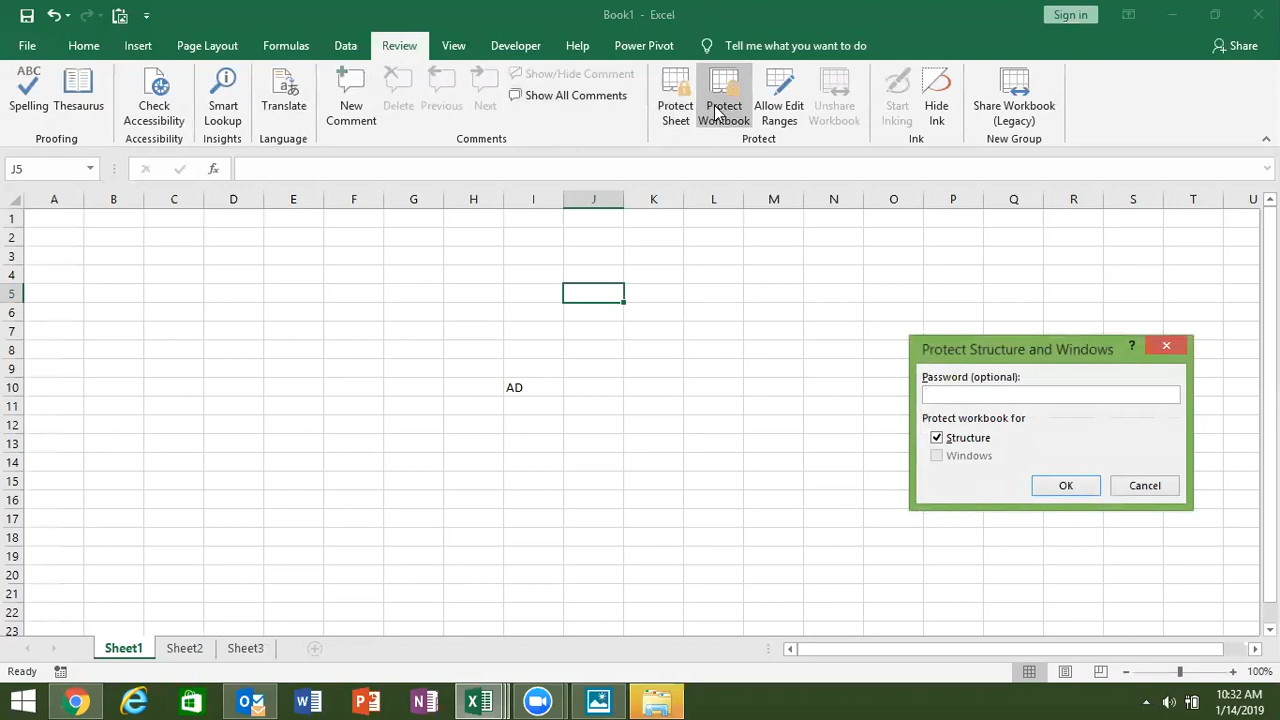 Book1 - Excel
Sign in
File Home Insert Page Layout Formulas Data Review View Developer Help Power Pivot Tell me what you want to do Share
ABC
Spelling Thesaurus
Check Accessibility
Smart Lookup
Translate
New Comment
Delete Previous Next
Show/Hide Comment
Show All Comments
Protect Sheet
Protect Workbook
Allow Edit Ranges
Unshare Workbook
Start Inking
Hide Ink
Share Workbook (Legacy)
Proofing Accessibility Insights Language Comments Protect Ink New Group
J5 fx
A B C D E F G H I J K L M N O P Q R S T U
1
2
3
4
5
6
7
8
9
10 AD
11
12
13
14
15
16
17
18
19
20
21
22
23
Protect Structure and Windows ?
Password (optional):
Protect workbook for
Structure
Windows
OK Cancel
Sheet1 Sheet2 Sheet3
Ready 100%
10:32 AM
1/14/2019